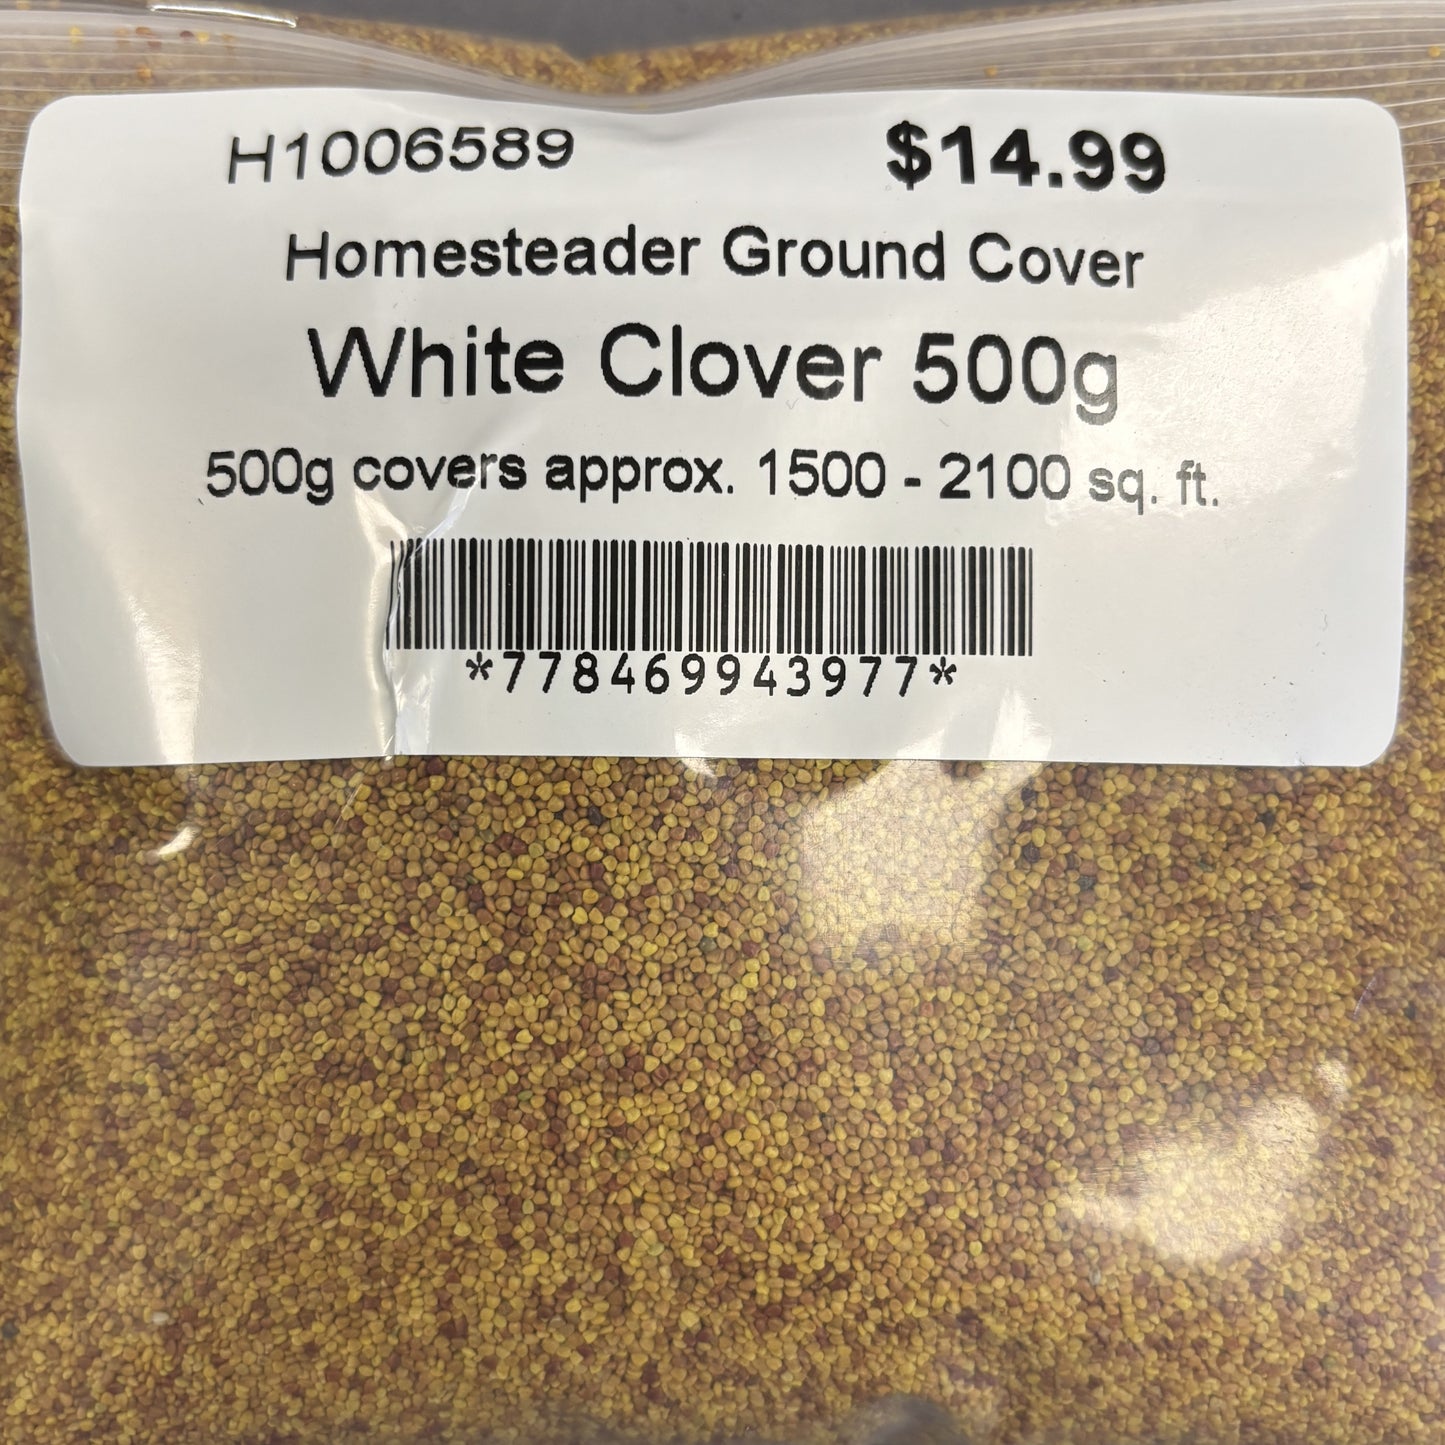 H1006589 $14.99
Homesteader Ground Cover
White Clover 500g
500g covers approx. 1500 - 2100 sq. ft.
*778469943977*